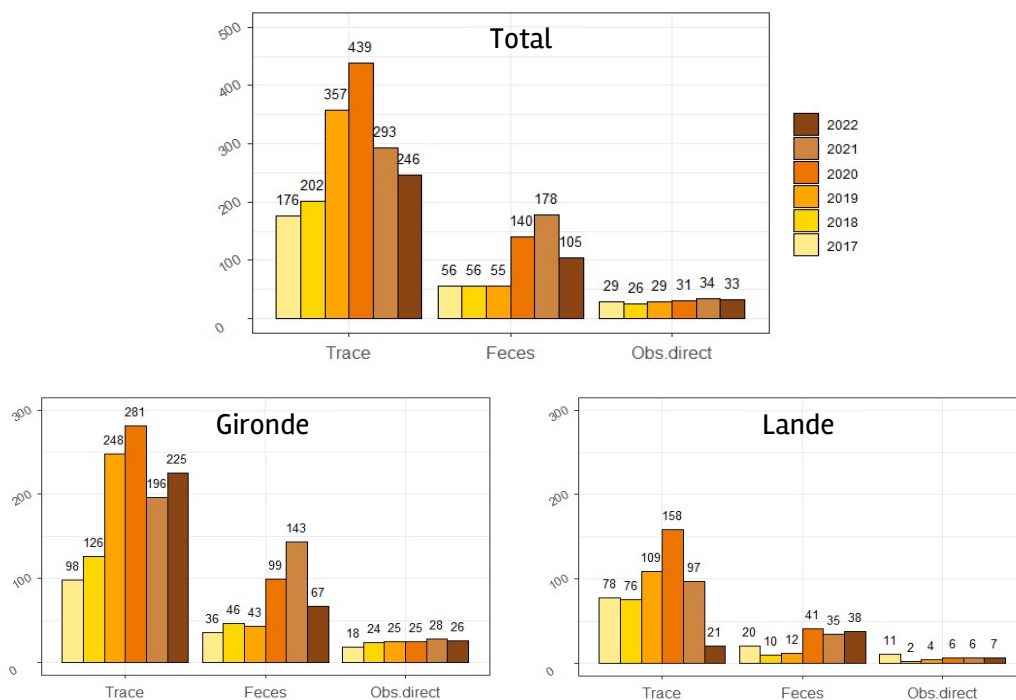 Total
500
400
300
200
100
0
176 202 357 439 293 246
56 56 55 140 178 105
29 26 29 31 34 33
Trace Feces Obs.direct
2022
2021
2020
2019
2018
2017
Gironde
300
200
100
0
98 126 248 281 196 225
36 46 43 99 143 67
18 24 25 25 28 26
Trace Feces Obs.direct
Lande
300
200
100
0
78 76 109 158 97 21
20 10 12 41 35 38
11 2 4 6 6 7
Trace Feces Obs.direct